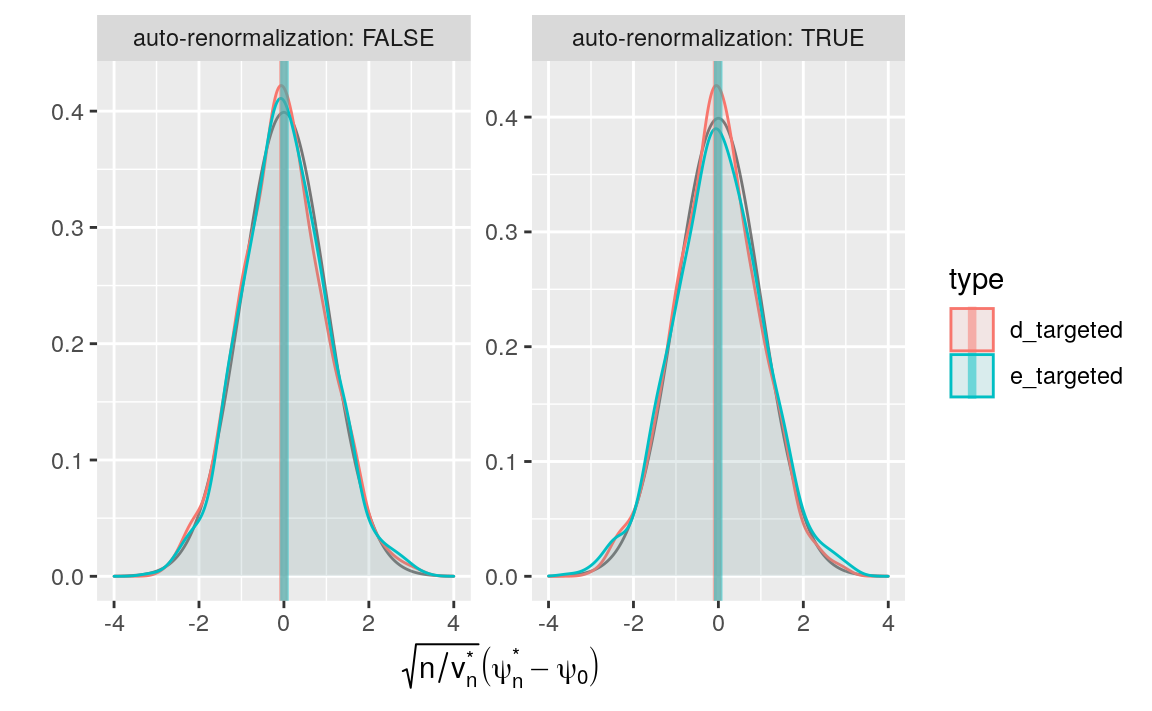 auto-renormalization: FALSE
auto-renormalization: TRUE
0.4
0.3
0.2
0.1
0.0
0.4
0.3
0.2
0.1
0.0
-4 -2 0 2 4
-4 -2 0 2 4
√n/v*n(ψ*n − ψ0)
type
d_targeted
e_targeted